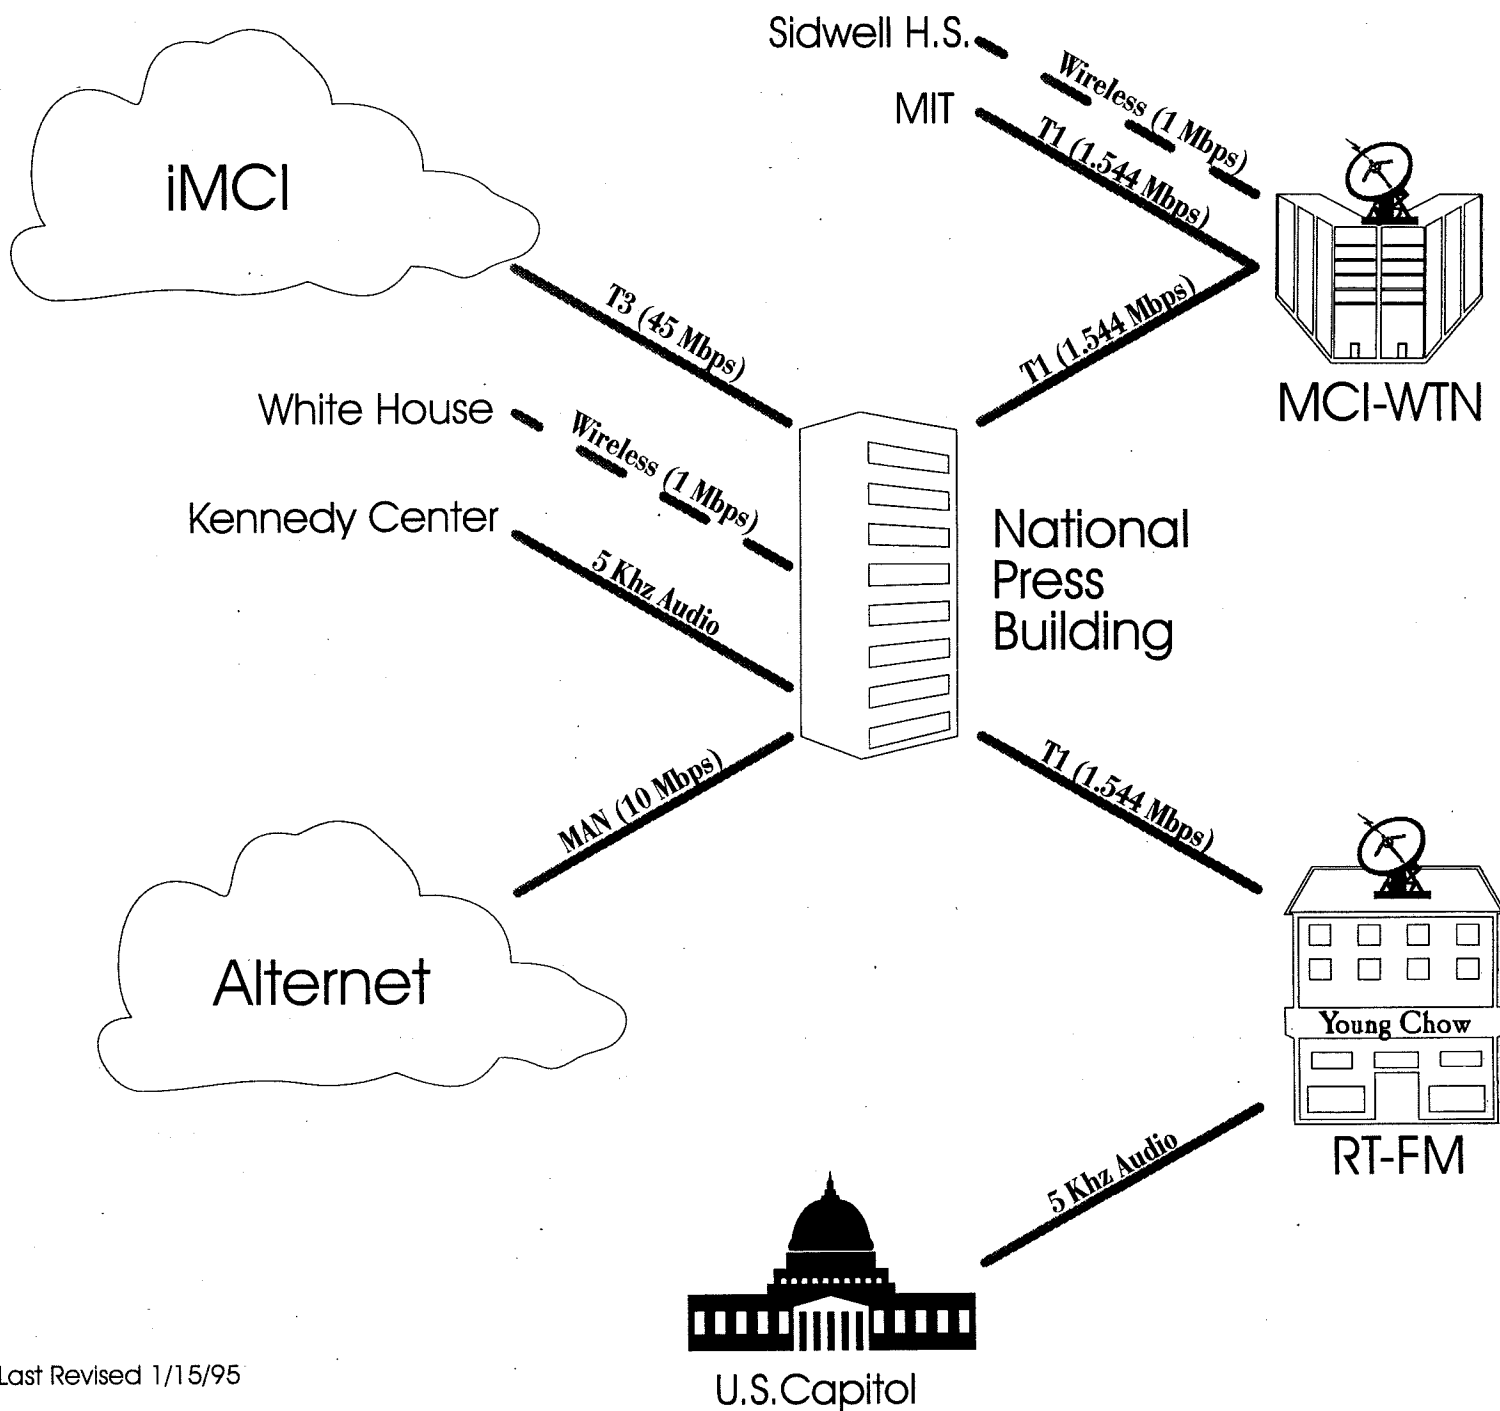 Sidwell H.S.
Wireless (1 Mbps)
MIT
T1 (1.544 Mbps)
iMCI
T3 (45 Mbps)
T1 (1.544 Mbps)
MCI-WTN
White House
Wireless (1 Mbps)
Kennedy Center
5 Khz Audio
National
Press
Building
MAN (10 Mbps)
T1 (1.544 Mbps)
Alternet
Young Chow
RT-FM
5 Khz Audio
U.S.Capitol
Last Revised 1/15/95